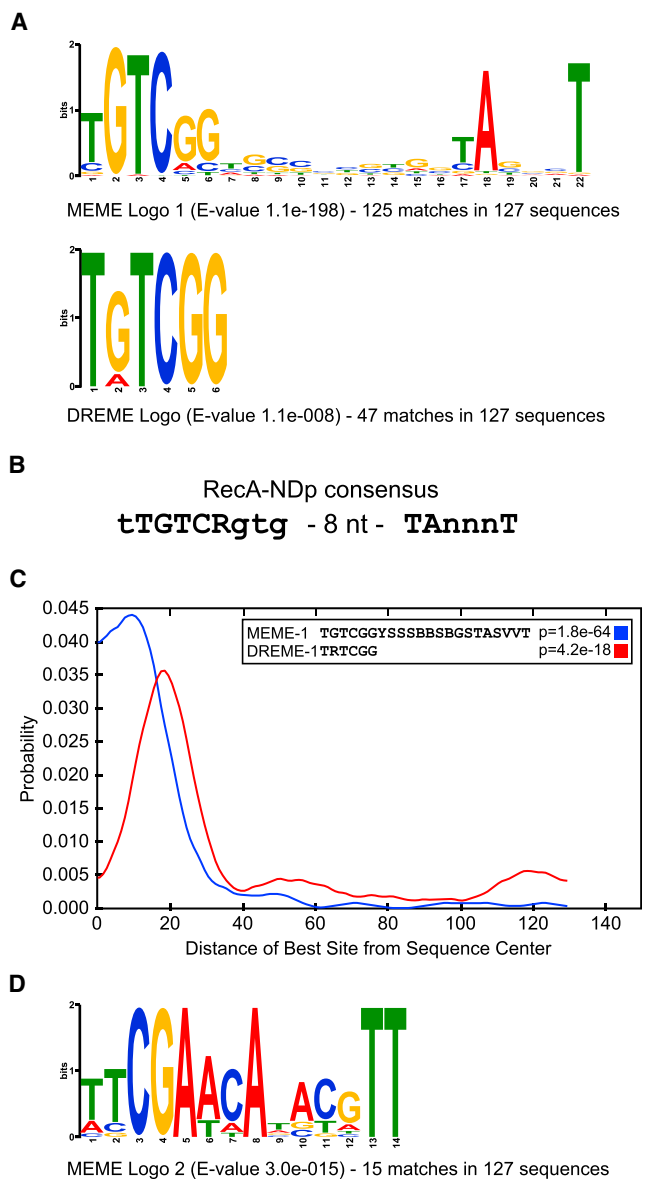 A
2
1
0
bits
TGTCGG TA T
1 2 3 4 5 6 7 8 9 10 11 12 13 14 15 16 17 18 19 20 21 22
MEME Logo 1 (E-value 1.1e-198) - 125 matches in 127 sequences
2
1
0
bits
TGTCGG
A
1 2 3 4 5 6
DREME Logo (E-value 1.1e-008) - 47 matches in 127 sequences
B
RecA-NDp consensus
tTGTCRgtg - 8 nt - TAnnnT
C
0.045
0.040
0.035
0.030
0.025
0.020
0.015
0.010
0.005
0.000
Probability
MEME-1 TGTCGGYSSSBBSBGSTASVVT p=1.8e-64
DREME-1 TRTCGG p=4.2e-18
0 20 40 60 80 100 120 140
Distance of Best Site from Sequence Center
D
2
1
0
bits
TTCGAACA ACGTT
1 2 3 4 5 6 7 8 9 10 11 12 13 14
MEME Logo 2 (E-value 3.0e-015) - 15 matches in 127 sequences